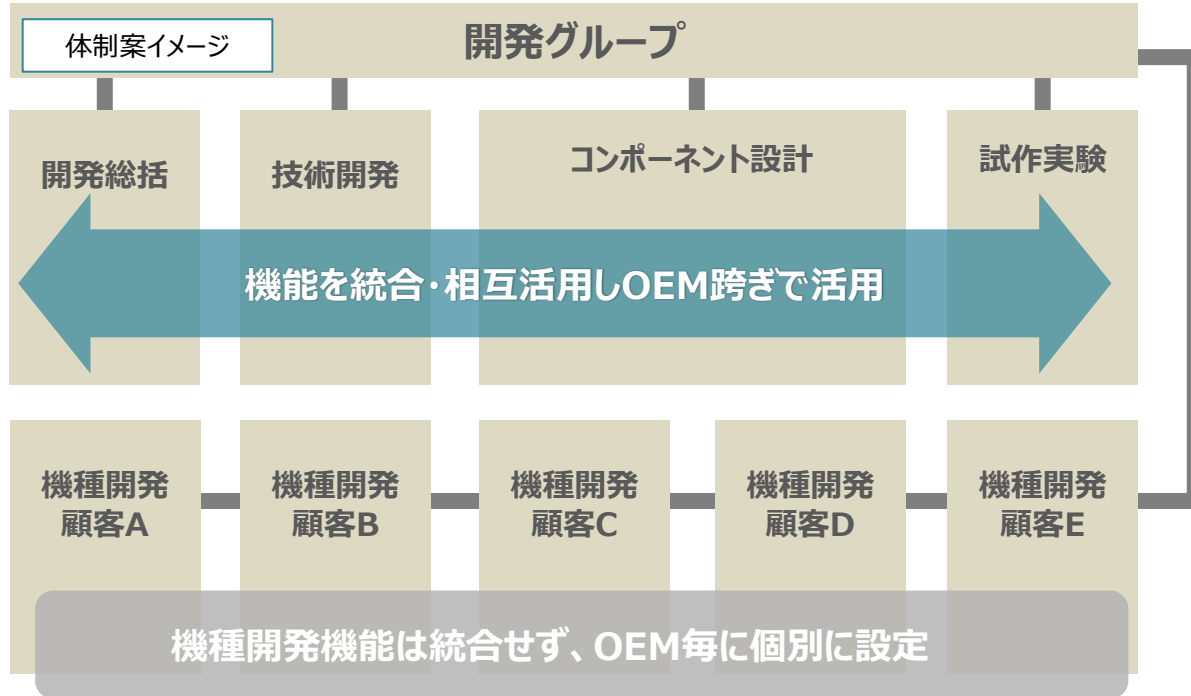 体制案イメージ
開発グループ
開発総括
技術開発
コンポーネント設計
試作実験
機能を統合・相互活用しOEM跨ぎで活用
機種開発
顧客A
機種開発
顧客B
機種開発
顧客C
機種開発
顧客D
機種開発
顧客E
機種開発機能は統合せず、OEM毎に個別に設定